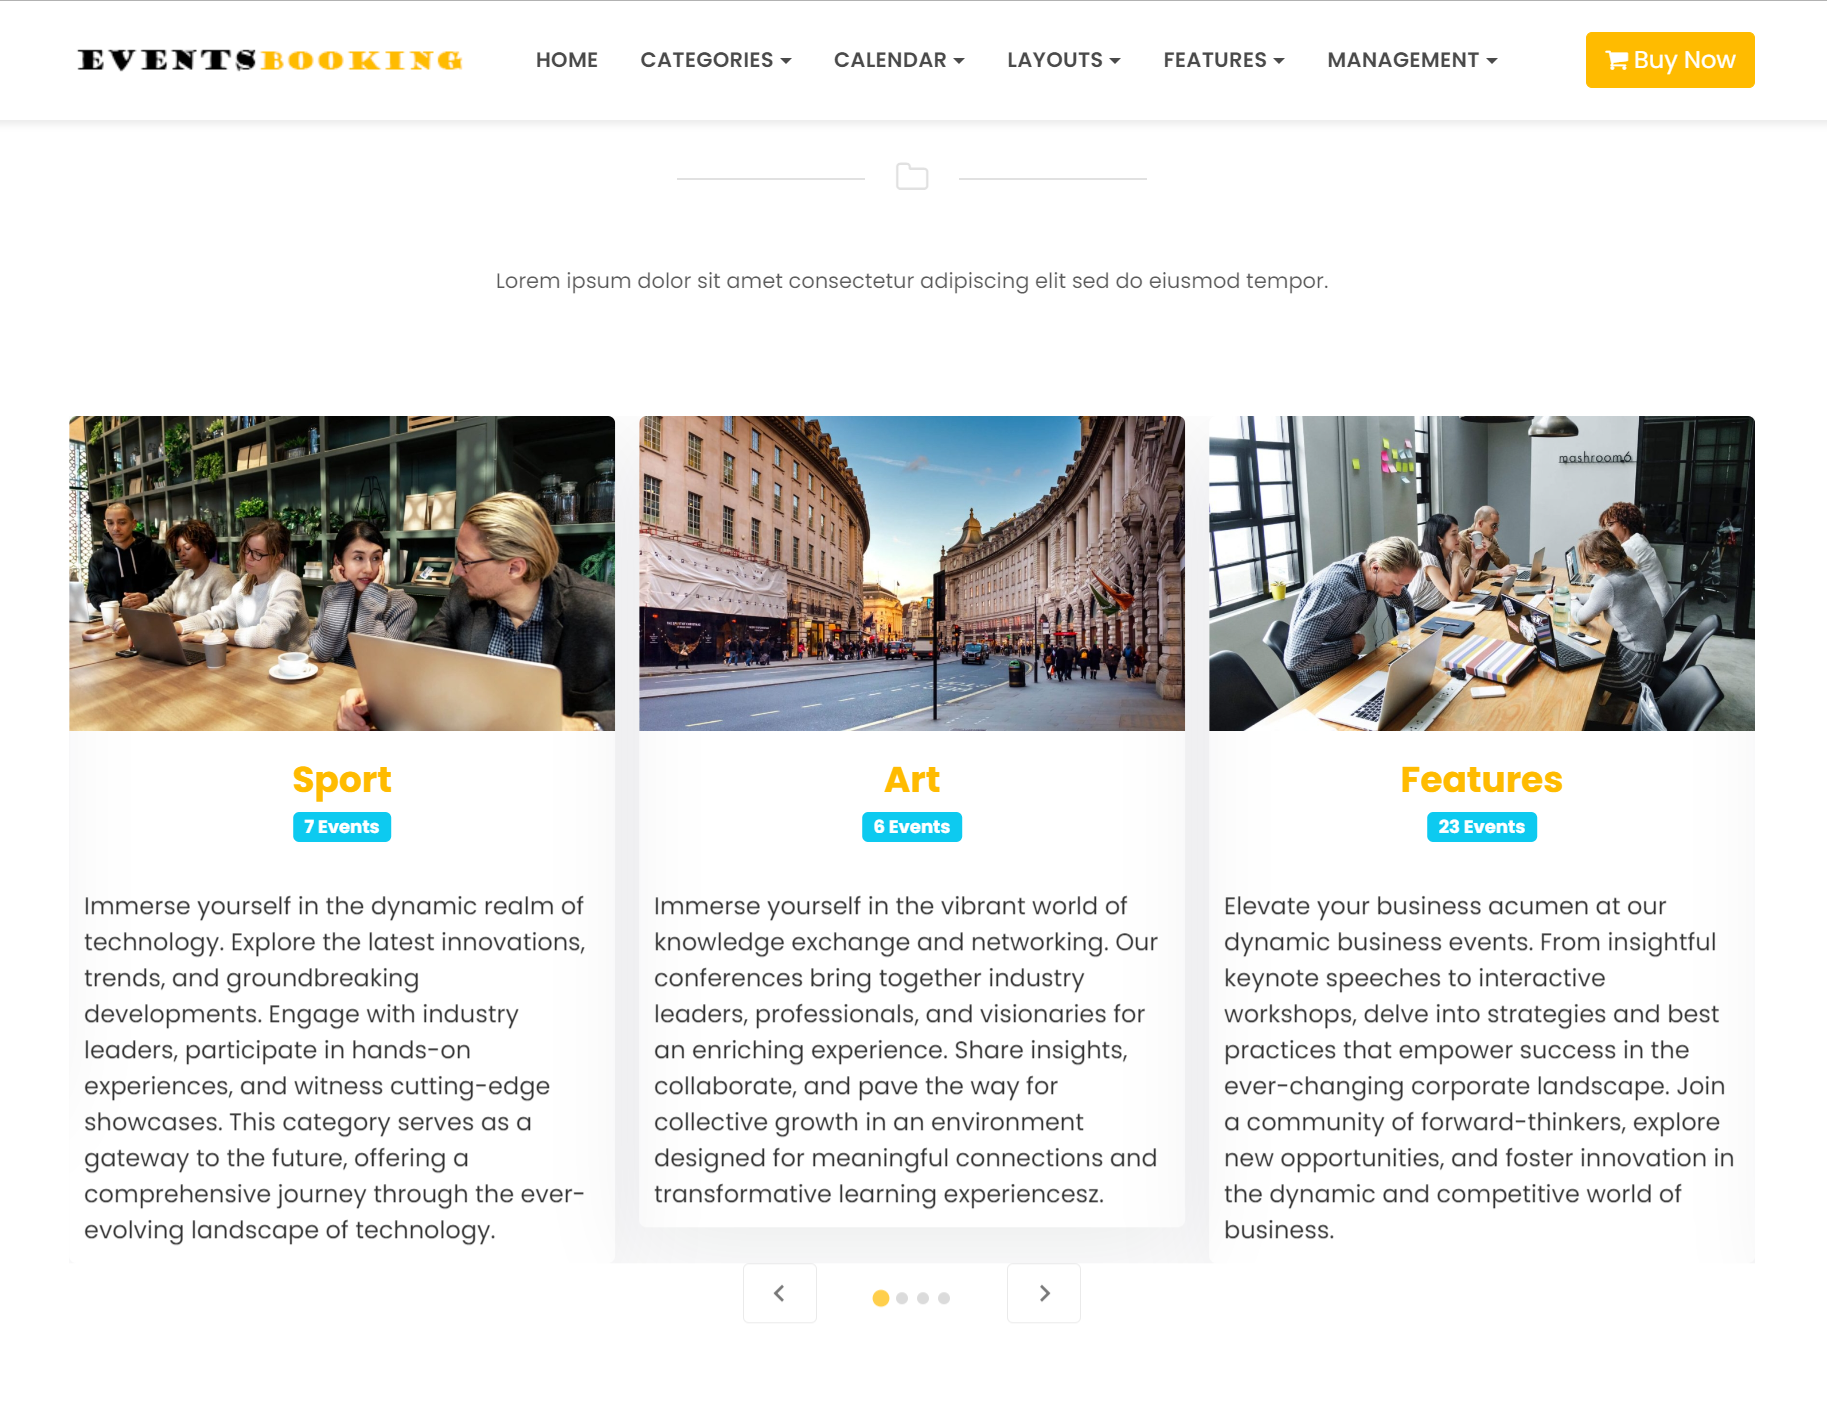 EVENTSBOOKING
HOME
CATEGORIES
CALENDAR
LAYOUTS
FEATURES
MANAGEMENT
Buy Now
Lorem ipsum dolor sit amet consectetur adipiscing elit sed do eiusmod tempor.
mashroom6
Sport
7 Events
Immerse yourself in the dynamic realm of
technology. Explore the latest innovations,
trends, and groundbreaking
developments. Engage with industry
leaders, participate in hands-on
experiences, and witness cutting-edge
showcases. This category serves as a
gateway to the future, offering a
comprehensive journey through the ever-
evolving landscape of technology.
Art
6 Events
Immerse yourself in the vibrant world of
knowledge exchange and networking. Our
conferences bring together industry
leaders, professionals, and visionaries for
an enriching experience. Share insights,
collaborate, and pave the way for
collective growth in an environment
designed for meaningful connections and
transformative learning experiencesz.
Features
23 Events
Elevate your business acumen at our
dynamic business events. From insightful
keynote speeches to interactive
workshops, delve into strategies and best
practices that empower success in the
ever-changing corporate landscape. Join
a community of forward-thinkers, explore
new opportunities, and foster innovation in
the dynamic and competitive world of
business.